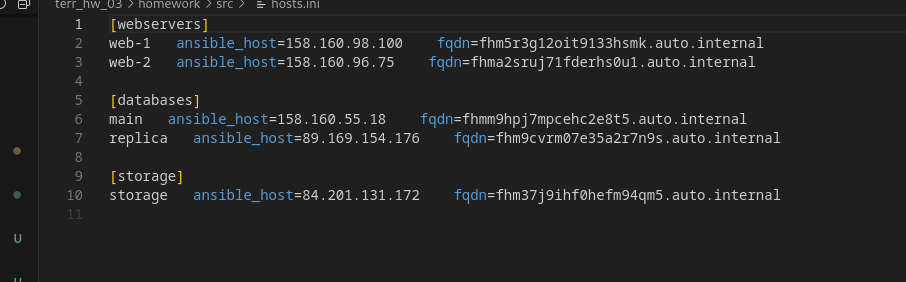 terr_hw_03 > homework > src > hosts.ini
1 [webservers]
2 web-1 ansible_host=158.160.98.100 fqdn=fhm5r3g12oit9133hsmk.auto.internal
3 web-2 ansible_host=158.160.96.75 fqdn=fhma2sruj71fderhs0u1.auto.internal
4
5 [databases]
6 main ansible_host=158.160.55.18 fqdn=fhmm9hpj7mpcehc2e8t5.auto.internal
7 replica ansible_host=89.169.154.176 fqdn=fhm9cvrm07e35a2r7n9s.auto.internal
8
9 [storage]
10 storage ansible_host=84.201.131.172 fqdn=fhm37j9ihf0hefm94qm5.auto.internal
11
U
U